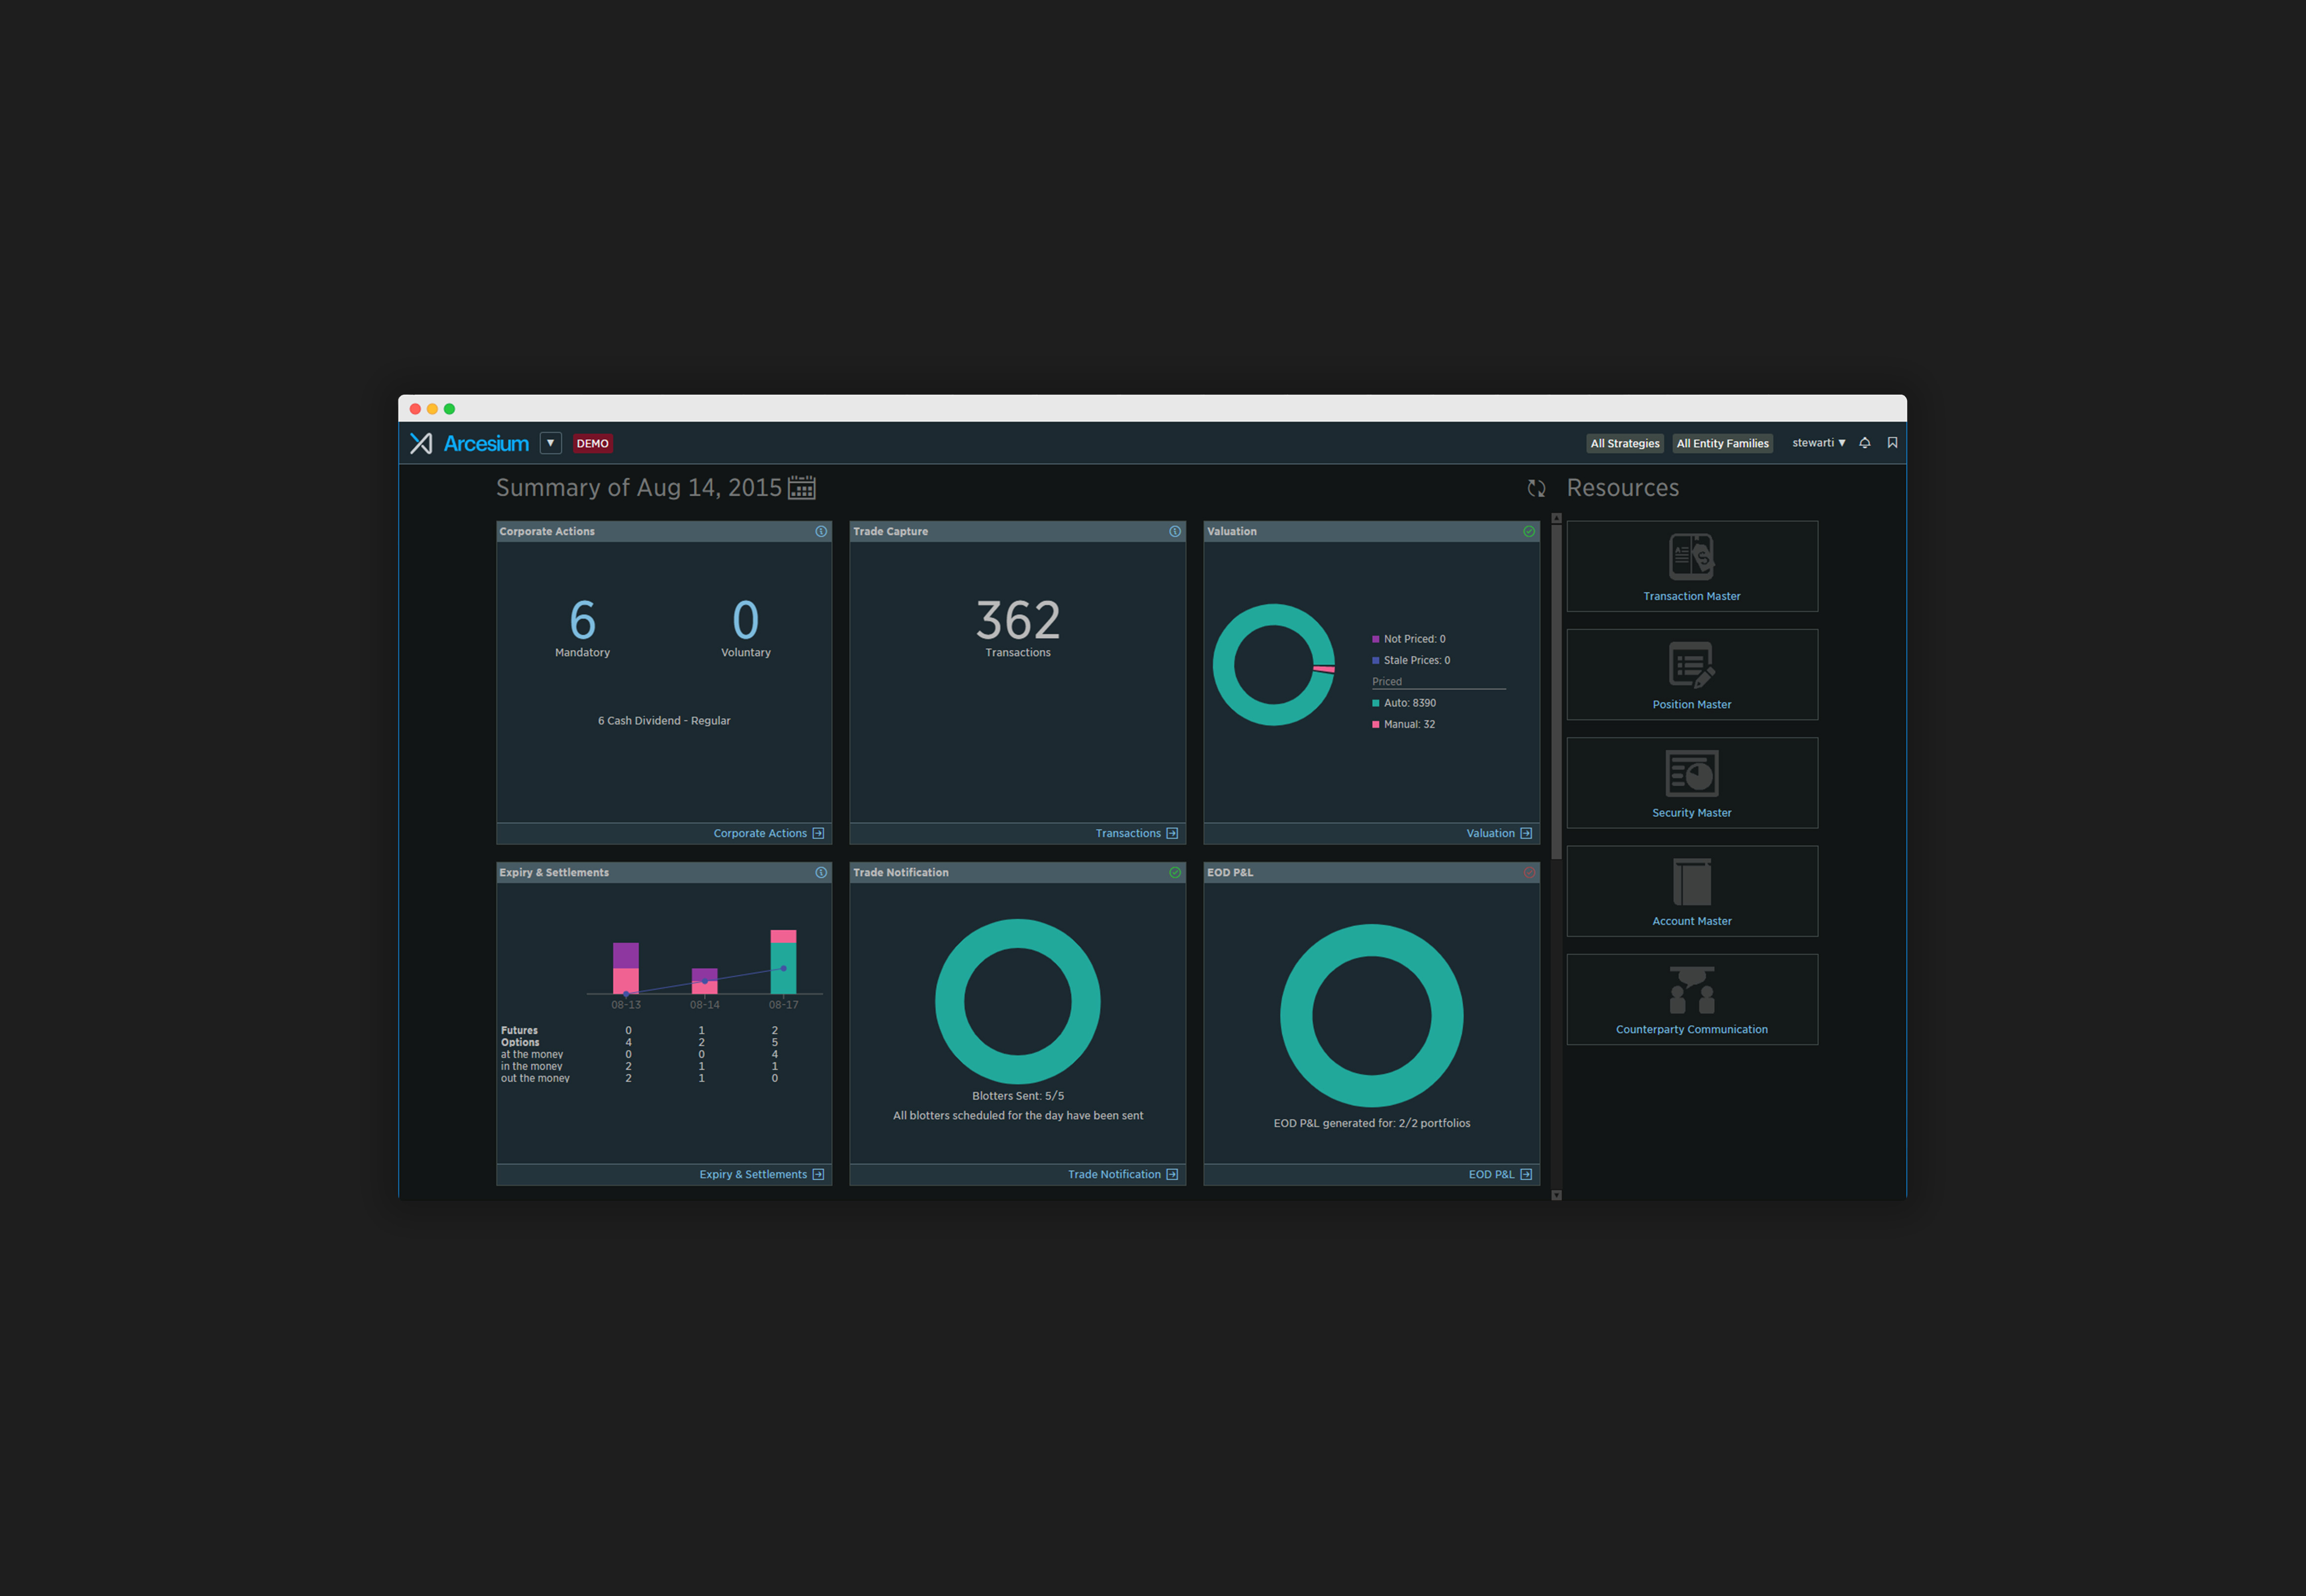 Arcesium ▼ DEMO All Strategies All Entity Families stewarti ▼
Summary of Aug 14, 2015
Resources
Corporate Actions
6
0
Mandatory
Voluntary
6 Cash Dividend - Regular
Corporate Actions
Trade Capture
362
Transactions
Transactions
Valuation
Not Priced: 0
Stale Prices: 0
Priced
Auto: 8390
Manual: 32
Valuation
Expiry & Settlements
08-13 08-14 08-17
Futures 0 1 2
Options 4 2 5
at the money 0 0 4
in the money 2 1 1
out the money 2 1 0
Expiry & Settlements
Trade Notification
Blotters Sent: 5/5
All blotters scheduled for the day have been sent
Trade Notification
EOD P&L
EOD P&L generated for: 2/2 portfolios
EOD P&L
Transaction Master
Position Master
Security Master
Account Master
Counterparty Communication